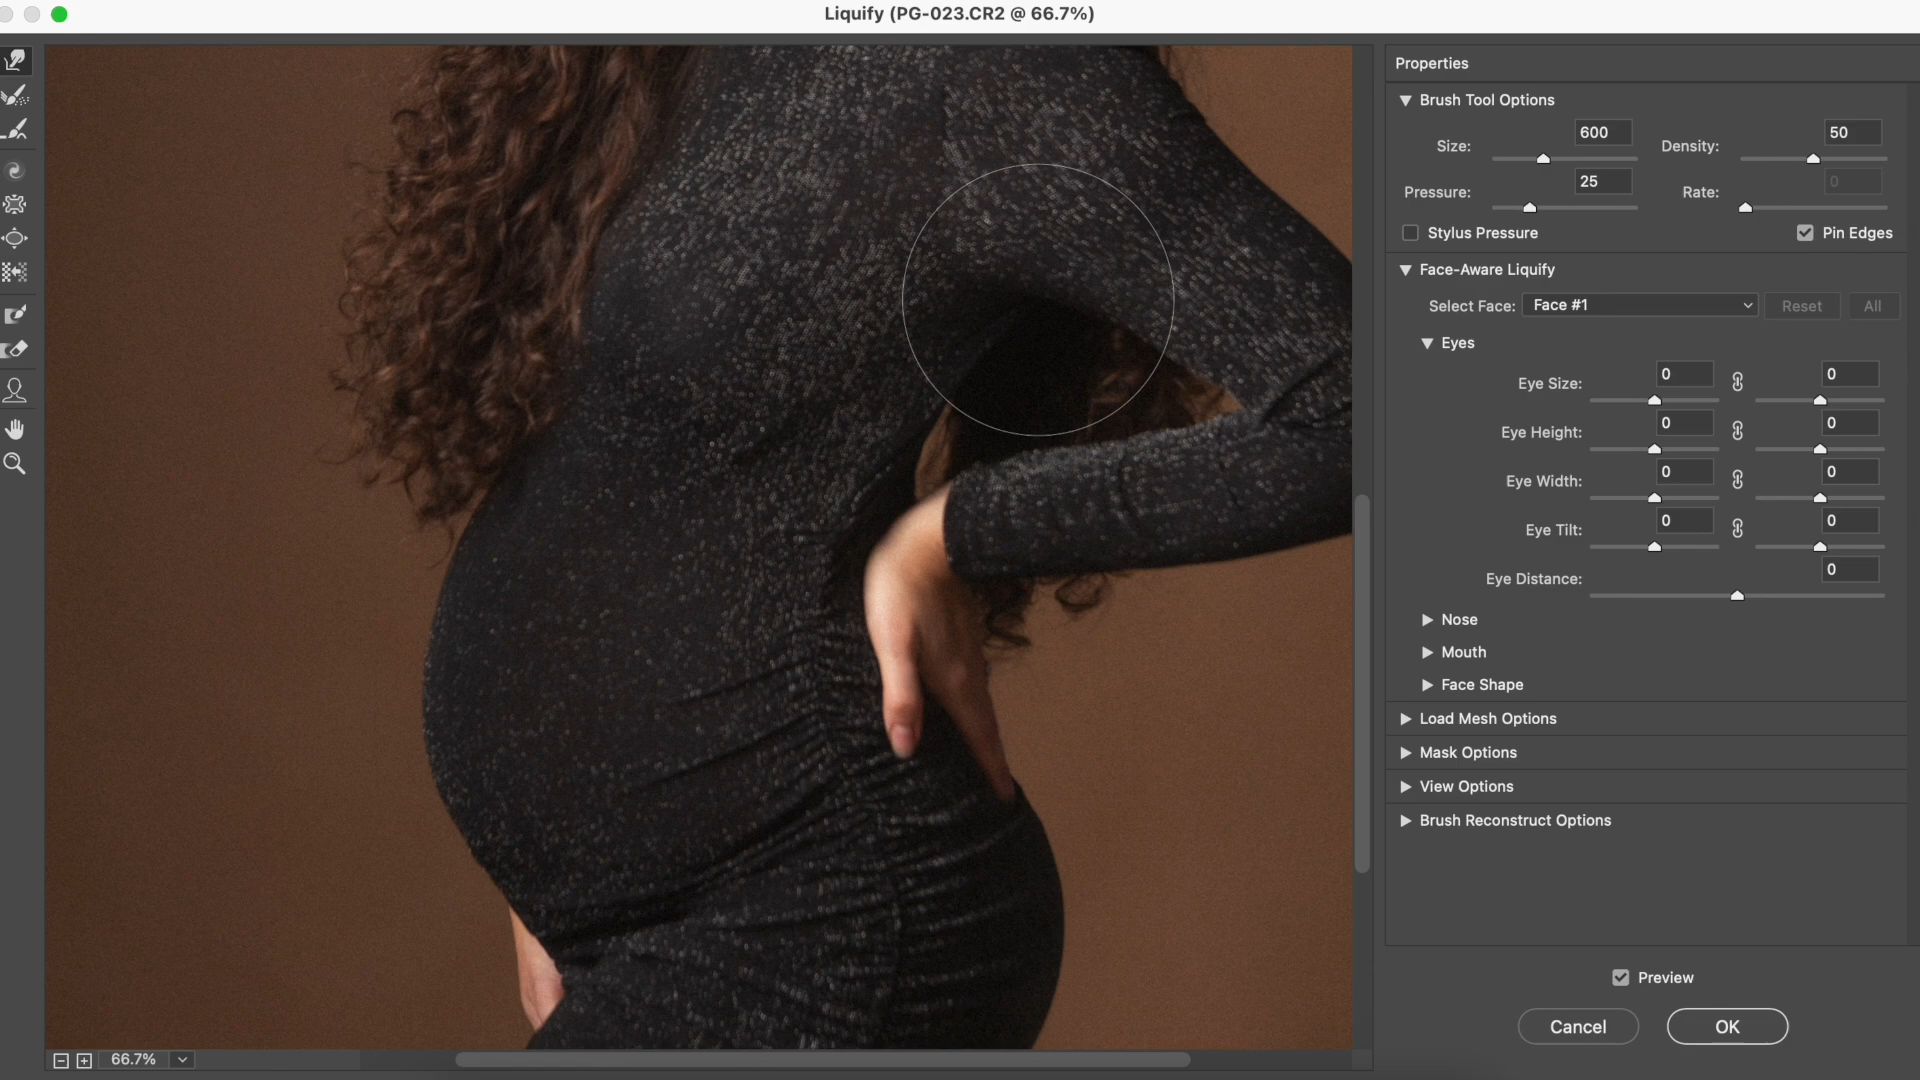 Liquify (PG-023.CR2 @ 66.7%)
Properties
Brush Tool Options
Size: 600 Density: 50
Pressure: 25 Rate: 0
Stylus Pressure Pin Edges
Face-Aware Liquify
Select Face: Face #1 Reset All
Eyes
Eye Size: 0 0
Eye Height: 0 0
Eye Width: 0 0
Eye Tilt: 0 0
Eye Distance: 0
Nose
Mouth
Face Shape
Load Mesh Options
Mask Options
View Options
Brush Reconstruct Options
Preview
Cancel OK
66.7%